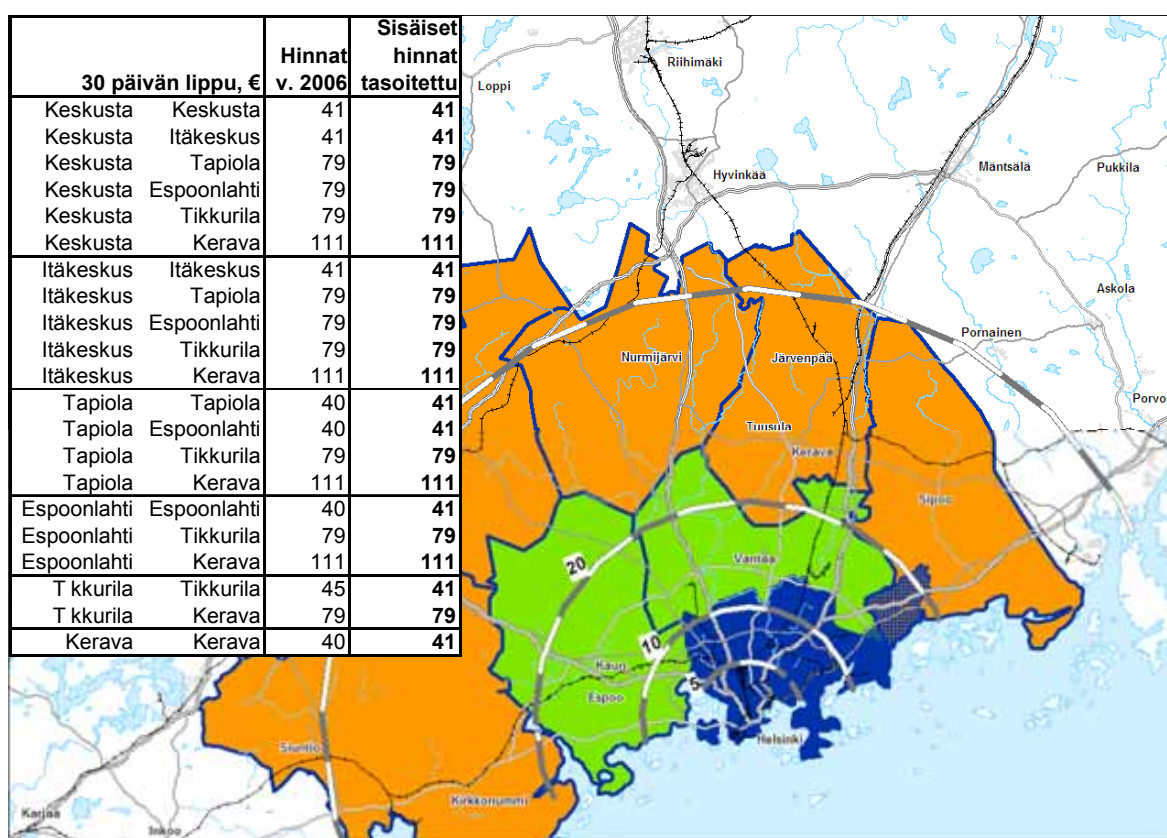 Sisäiset
Hinnat hinnat
30 päivän lippu, € v. 2006 tasoitettu
Keskusta Keskusta 41 41
Keskusta Itäkeskus 41 41
Keskusta Tapiola 79 79
Keskusta Espoonlahti 79 79
Keskusta Tikkurila 79 79
Keskusta Kerava 111 111
Itäkeskus Itäkeskus 41 41
Itäkeskus Tapiola 79 79
Itäkeskus Espoonlahti 79 79
Itäkeskus Tikkurila 79 79
Itäkeskus Kerava 111 111
Tapiola Tapiola 40 41
Tapiola Espoonlahti 40 41
Tapiola Tikkurila 79 79
Tapiola Kerava 111 111
Espoonlahti Espoonlahti 40 41
Espoonlahti Tikkurila 79 79
Espoonlahti Kerava 111 111
T kkurila Tikkurila 45 41
T kkurila Kerava 79 79
Kerava Kerava 40 41
Riihimäki
Loppi
Mäntsälä
Pukkila
Hyvinkää
Askola
Pornainen
Nurmijärvi
Järvenpää
Porvo
Tuusula
Kerava
Sipoo
Vantaa
20
10
Kaun
5
Espoo
Helsinki
Siuntio
Kirkkonummi
Karjaa
Inkoo